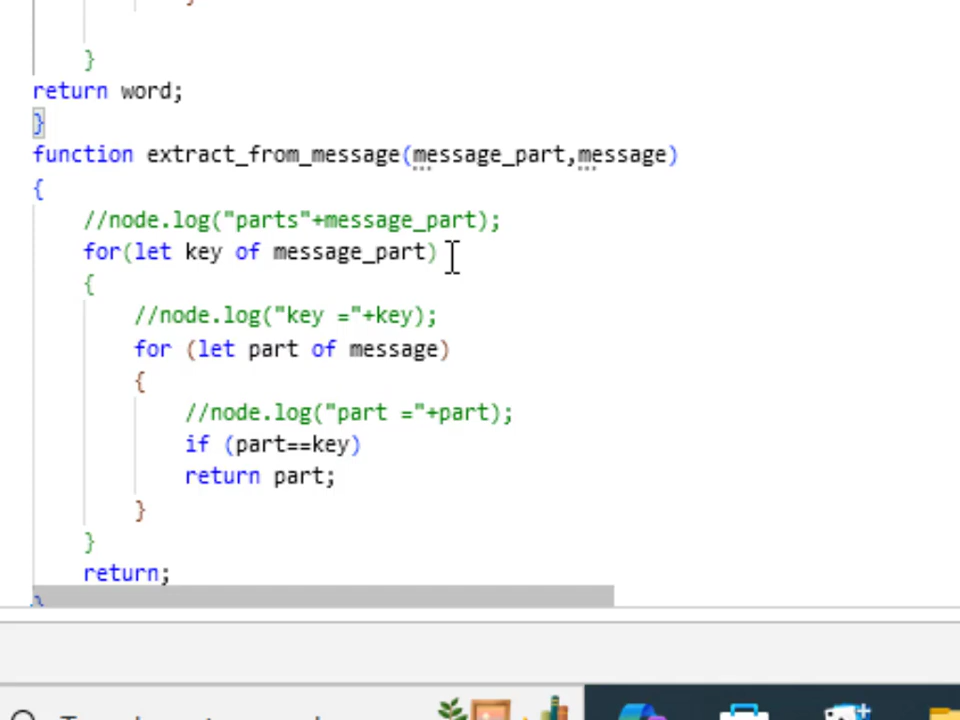 }
return word;
}
function extract_from_message(message_part,message)
{
//node.log("parts"+message_part);
for(let key of message_part)
{
//node.log("key ="+key);
for (let part of message)
{
//node.log("part ="+part);
if (part==key)
return part;
}
}
return;
}